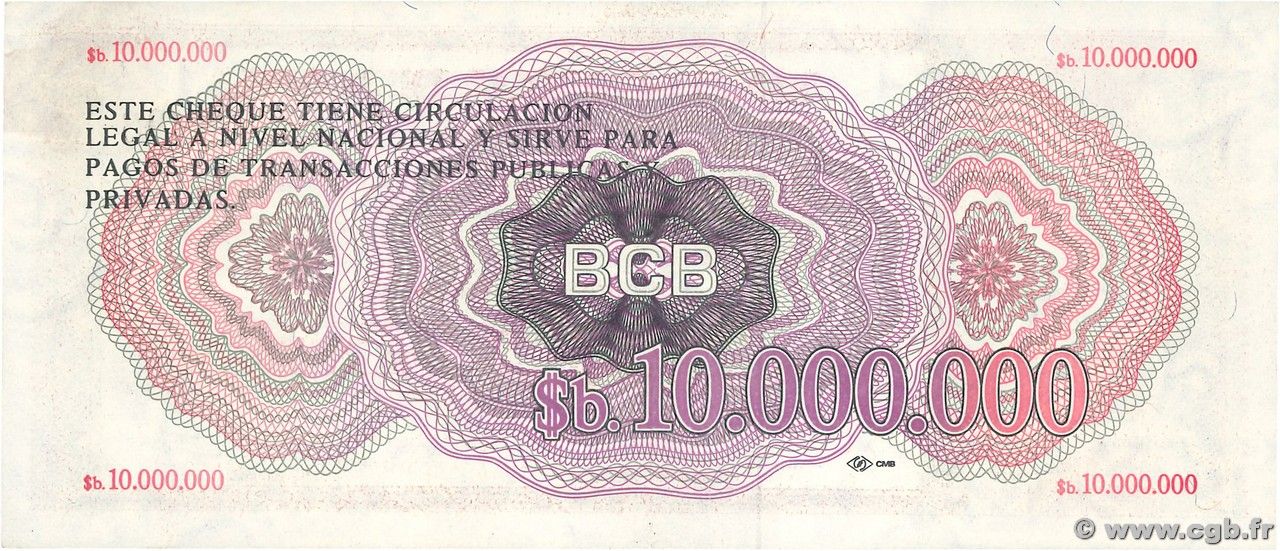 $b. 10.000.000
$b. 10.000.000
ESTE CHEQUE TIENE CIRCULACION
LEGAL A NIVEL NACIONAL Y SIRVE PARA
PAGOS DE TRANSACCIONES PUBLICAS Y
PRIVADAS.
BCB
$b. 10.000.000
CMB
$b. 10.000.000
$b. 10.000.000
© www.cgb.fr